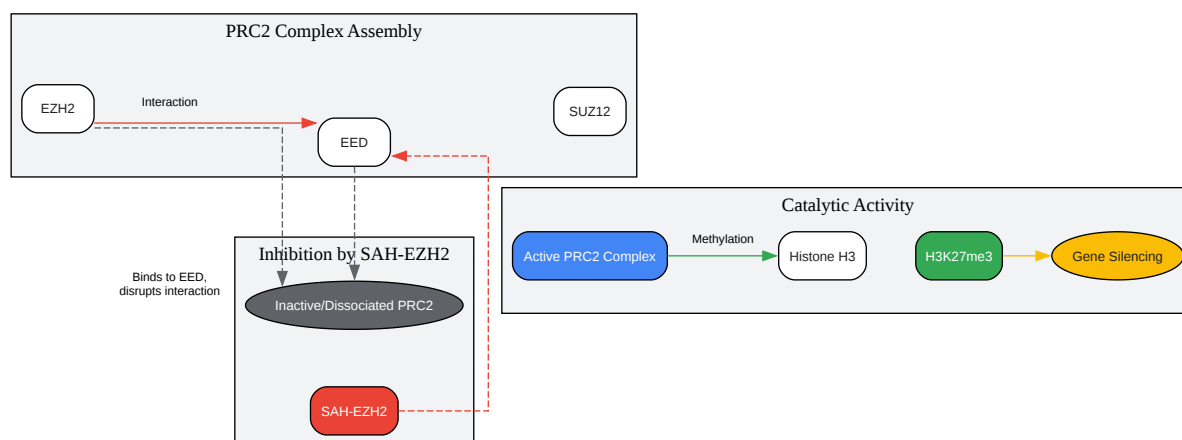 PRC2 Complex Assembly
EZH2
Interaction
EED
SUZ12
Catalytic Activity
Active PRC2 Complex
Methylation
Histone H3
H3K27me3
Gene Silencing
Inhibition by SAH-EZH2
Binds to EED,
disrupts interaction
Inactive/Dissociated PRC2
SAH-EZH2